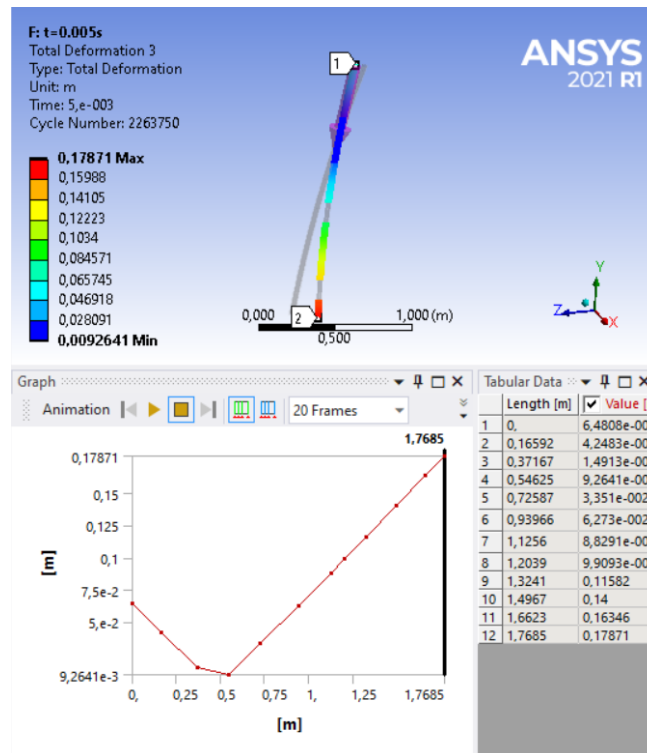 F: t=0.005s
Total Deformation 3
Type: Total Deformation
Unit: m
Time: 5,e-003
Cycle Number: 2263750
0,17871 Max
0,15988
0,14105
0,12223
0,1034
0,084571
0,065745
0,046918
0,028091
0,0092641 Min
1
2
ANSYS
2021 R1
0,000
0,500
1,000 (m)
Y
Z
X
Graph
Animation
20 Frames
1,7685
0,17871
0,15
0,125
0,1
7,5e-2
5,e-2
9,2641e-3
[m]
0,
0,25
0,5
0,75
1,
1,25
1,7685
[m]
Tabular Data
Length [m] Value [
1 0, 6,4808e-00
2 0,16592 4,2483e-00
3 0,37167 1,4913e-00
4 0,54625 9,2641e-00
5 0,72587 3,351e-002
6 0,93966 6,273e-002
7 1,1256 8,8291e-00
8 1,2039 9,9093e-00
9 1,3241 0,11582
10 1,4967 0,14
11 1,6623 0,16346
12 1,7685 0,17871